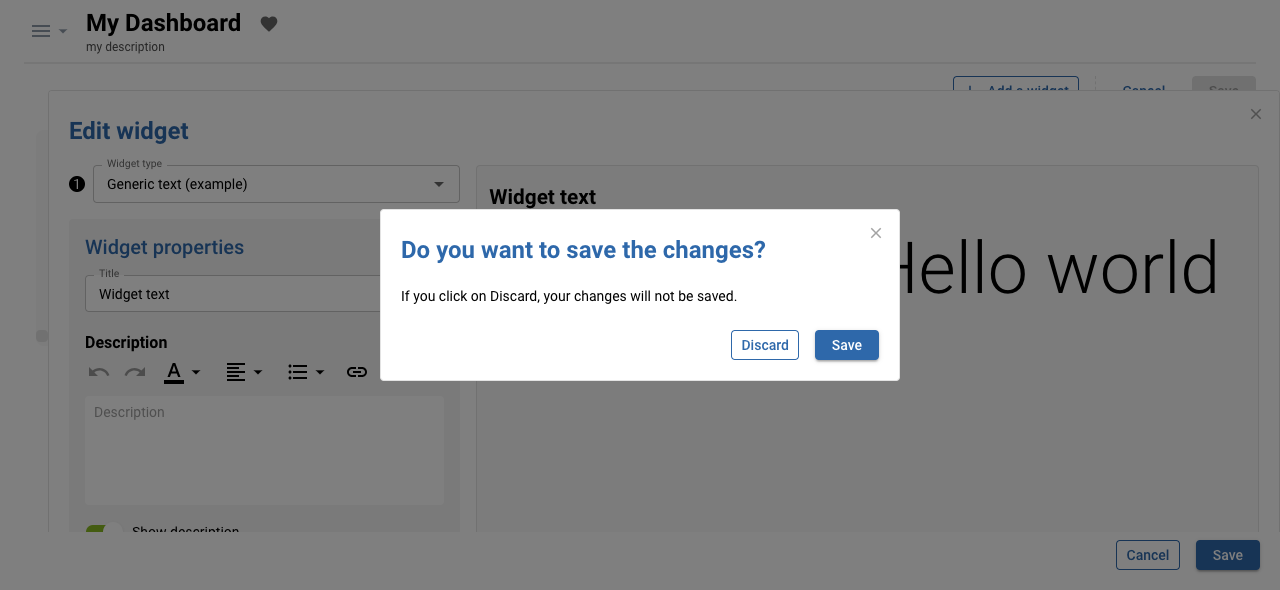 My Dashboard
my description
Add a widget
Cancel
Save
Edit widget
Widget type
1
Generic text (example)
Widget properties
Title
Widget text
Description
A
Description
Show description
Widget text
Hello world
Do you want to save the changes?
If you click on Discard, your changes will not be saved.
Discard
Save
Cancel
Save